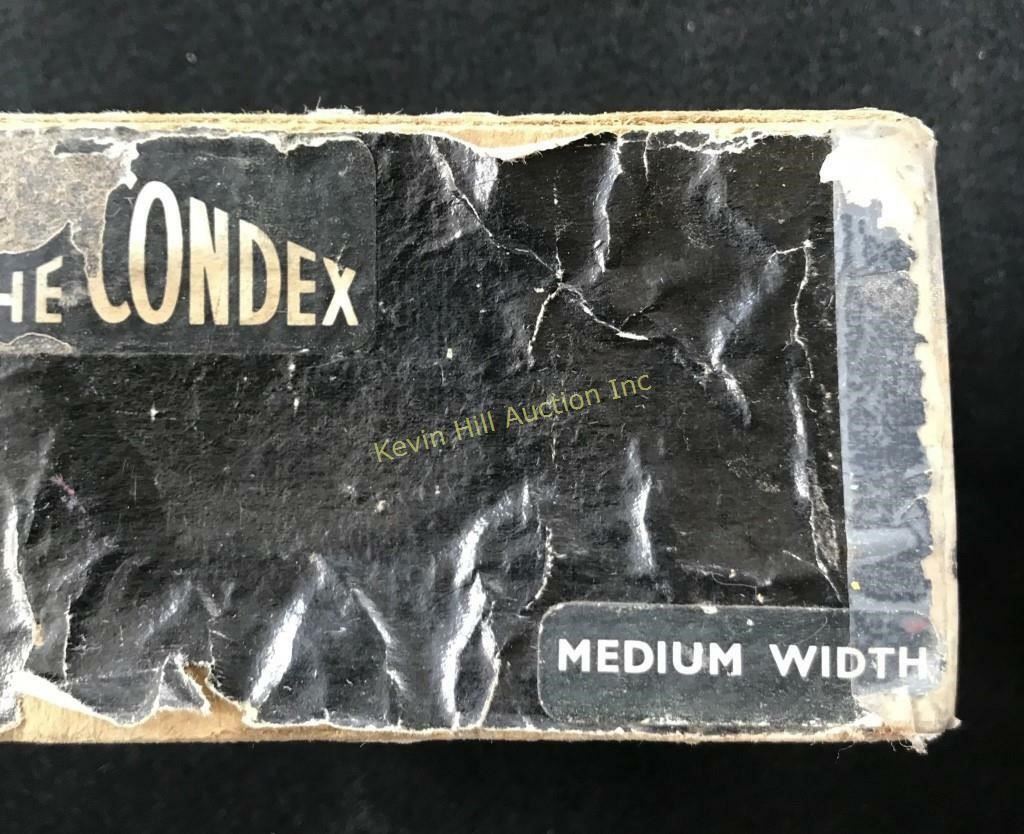 HE CONDEX
Kevin Hill Auction Inc
MEDIUM WIDTH